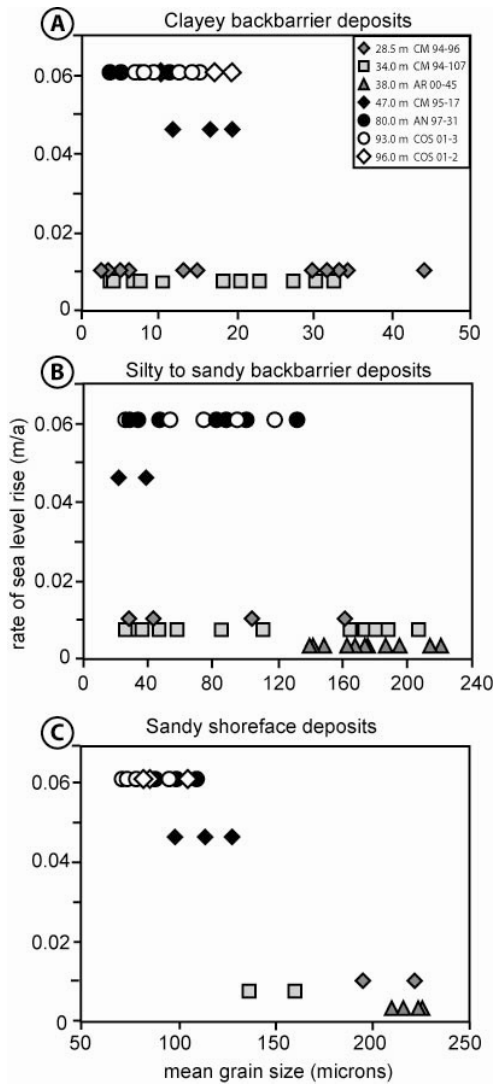 A
Clayey backbarrier deposits
28.5 m CM 94-96
34.0 m CM 94-107
38.0 m AR 00-45
47.0 m CM 95-17
80.0 m AN 97-31
93.0 m COS 01-3
96.0 m COS 01-2
0.06
0.04
0.02
0
0 10 20 30 40 50
B
Silty to sandy backbarrier deposits
0.06
0.04
0.02
0
0 40 80 120 160 200 240
rate of sea level rise (m/a)
C
Sandy shoreface deposits
0.06
0.04
0.02
0
50 100 150 200 250
mean grain size (microns)